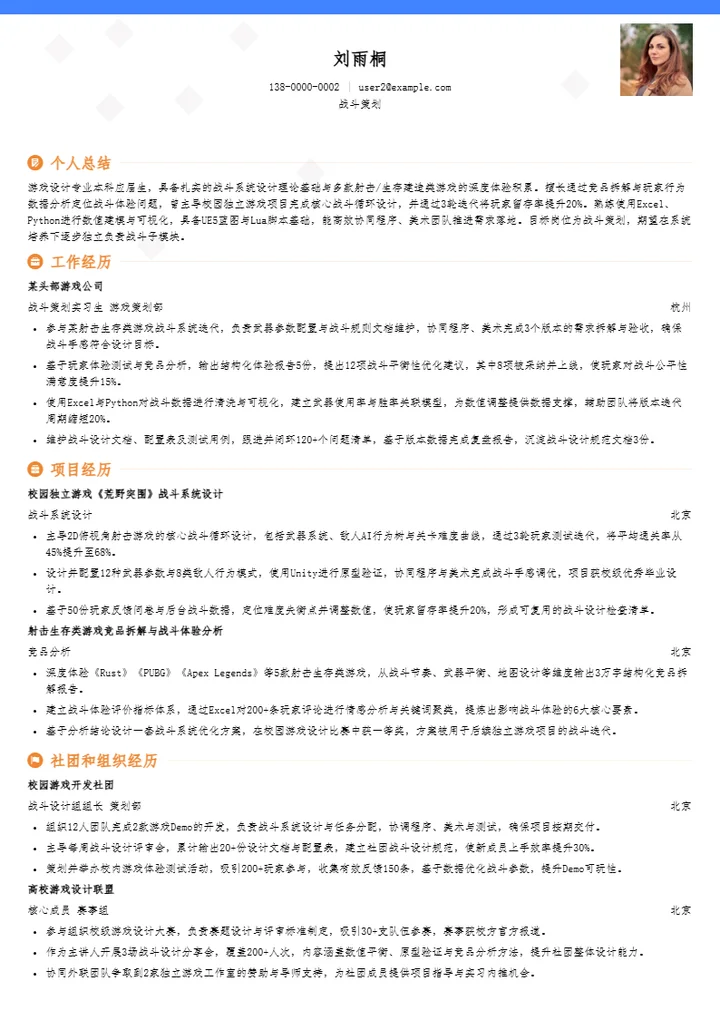 刘雨桐
138-0000-0002 | user2@example.com
战斗策划
个人总结
游戏设计专业本科应届生，具备扎实的战斗系统设计理论基础与多款射击/生存建造类游戏的深度体验积累。擅长通过竞品拆解与玩家行为
数据分析定位战斗体验问题，曾主导校园独立游戏项目完成核心战斗循环设计，并通过3轮迭代将玩家留存率提升20%。熟练使用Excel、
Python进行数值建模与可视化，具备UE5蓝图与Lua脚本基础，能高效协同程序、美术团队推进需求落地。目标岗位为战斗策划，期望在系统
培养下逐步独立负责战斗子模块。
工作经历
某头部游戏公司
战斗策划实习生 游戏策划部 杭州
• 参与某射击生存类游戏战斗系统迭代，负责武器参数配置与战斗规则文档维护，协同程序、美术完成3个版本的需求拆解与验收，确保
战斗手感符合设计目标。
• 基于玩家体验测试与竞品分析，输出结构化体验报告5份，提出12项战斗平衡性优化建议，其中8项被采纳并上线，使玩家对战斗公平性
满意度提升15%。
• 使用Excel与Python对战斗数据进行清洗与可视化，建立武器使用率与胜率关联模型，为数值调整提供数据支撑，辅助团队将版本迭代
周期缩短20%。
• 维护战斗设计文档、配置表及测试用例，跟进并闭环120+个问题清单，基于版本数据完成复盘报告，沉淀战斗设计规范文档3份。
项目经历
校园独立游戏《荒野突围》战斗系统设计
战斗系统设计 北京
• 主导2D俯视角射击游戏的核心战斗循环设计，包括武器系统、敌人AI行为树与关卡难度曲线，通过3轮玩家测试迭代，将平均通关率从
45%提升至68%。
• 设计并配置12种武器参数与8类敌人行为模式，使用Unity进行原型验证，协同程序与美术完成战斗手感调优，项目获校级优秀毕业设
计。
• 基于50份玩家反馈问卷与后台战斗数据，定位难度失衡点并调整数值，使玩家留存率提升20%，形成可复用的战斗设计检查清单。
射击生存类游戏竞品拆解与战斗体验分析
竞品分析 北京
• 深度体验《Rust》《PUBG》《Apex Legends》等5款射击生存类游戏，从战斗节奏、武器平衡、地图设计等维度输出3万字结构化竞品拆
解报告。
• 建立战斗体验评价指标体系，通过Excel对200+条玩家评论进行情感分析与关键词聚类，提炼出影响战斗体验的6大核心要素。
• 基于分析结论设计一套战斗系统优化方案，在校园游戏设计比赛中获一等奖，方案被用于后续独立游戏项目的战斗迭代。
社团和组织经历
校园游戏开发社团
战斗设计组组长 策划部 北京
• 组织12人团队完成2款游戏Demo的开发，负责战斗系统设计与任务分配，协调程序、美术与测试，确保项目按期交付。
• 主导每周战斗设计评审会，累计输出20+份设计文档与配置表，建立社团战斗设计规范，使新成员上手效率提升30%。
• 策划并举办校内游戏体验测试活动，吸引200+玩家参与，收集有效反馈150条，基于数据优化战斗参数，提升Demo可玩性。
高校游戏设计联盟
核心成员 赛事组 北京
• 参与组织校级游戏设计大赛，负责赛题设计与评审标准制定，吸引30+支队伍参赛，赛事获校方官方报道。
• 作为主讲人开展3场战斗设计分享会，覆盖200+人次，内容涵盖数值平衡、原型验证与竞品分析方法，提升社团整体设计能力。
• 协同外联团队争取到2家独立游戏工作室的赞助与导师支持，为社团成员提供项目指导与实习内推机会。